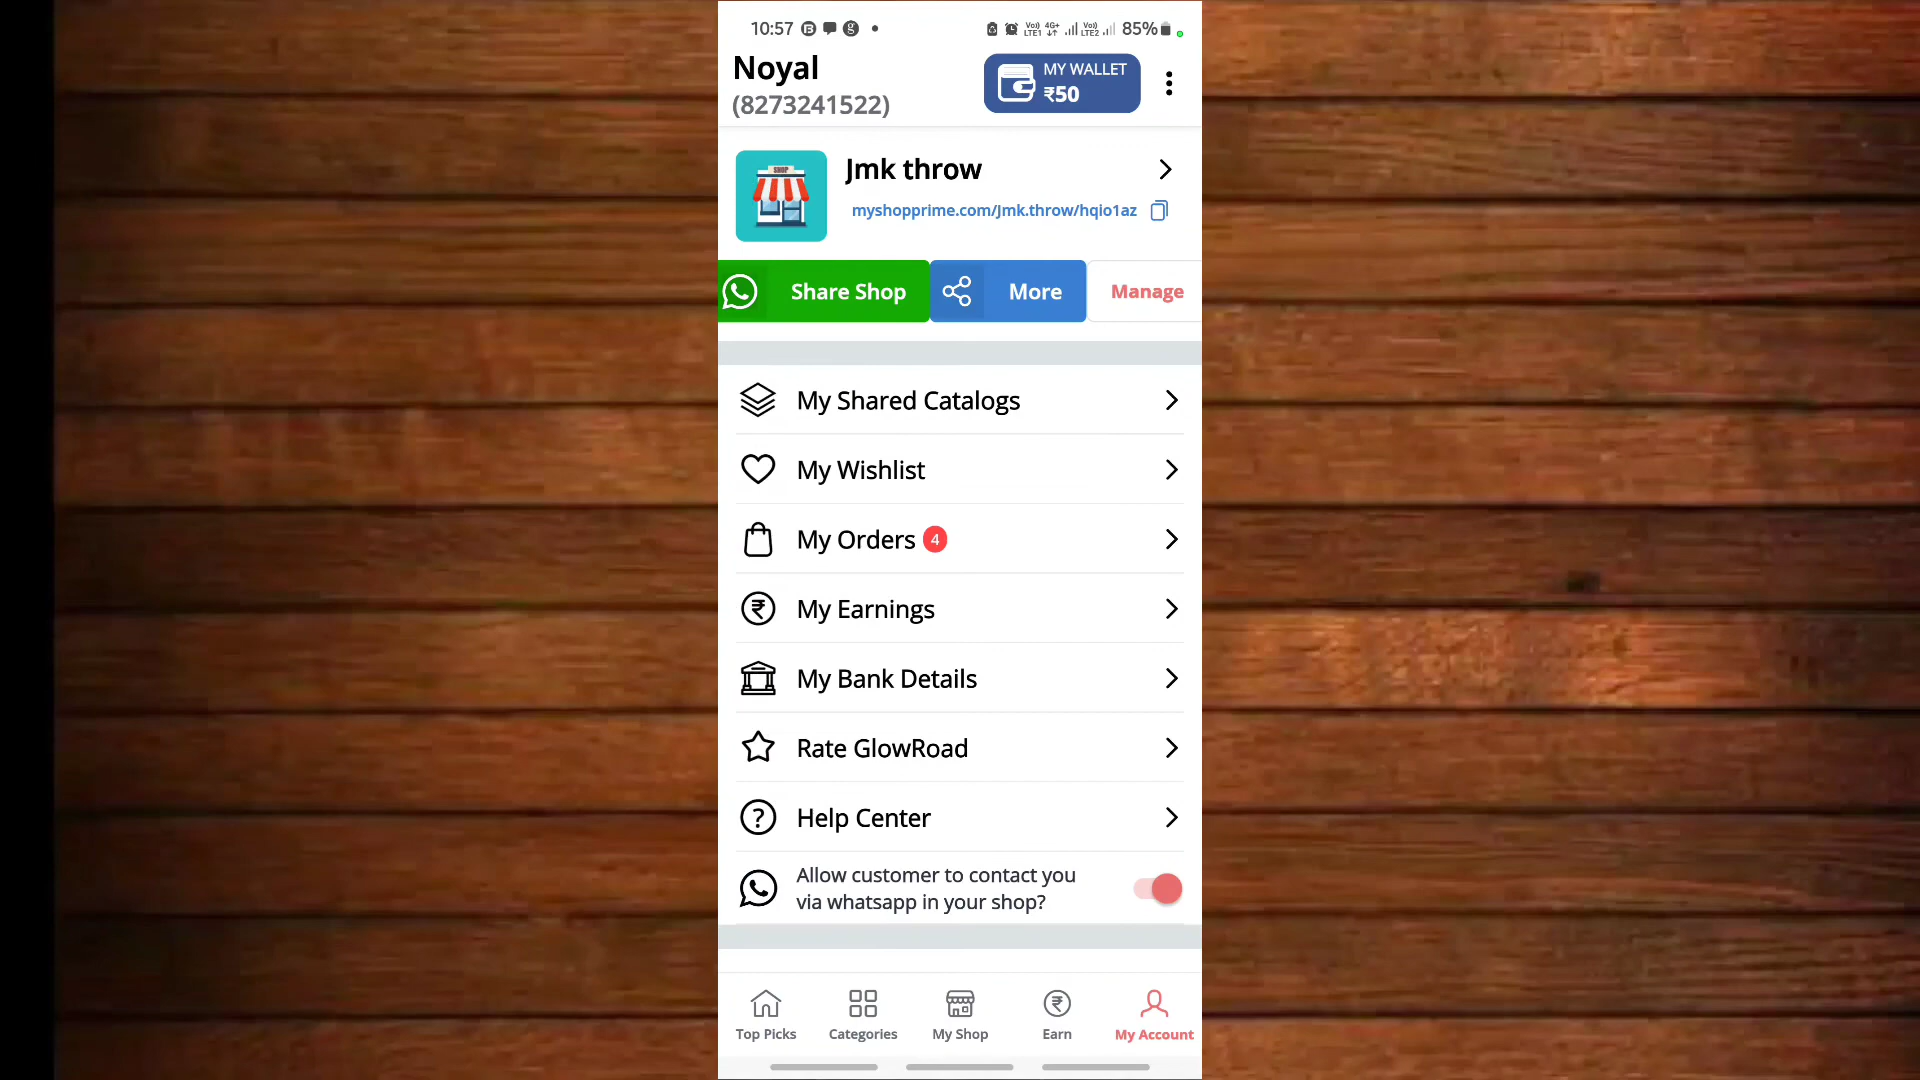 10:57 85%
Noyal
(8273241522)
MY WALLET
₹50
SHOP
Jmk throw
myshopprime.com/Jmk.throw/hqio1az
Share Shop
More
Manage
My Shared Catalogs
My Wishlist
My Orders 4
My Earnings
My Bank Details
Rate GlowRoad
Help Center
Allow customer to contact you
via whatsapp in your shop?
Top Picks
Categories
My Shop
Earn
My Account